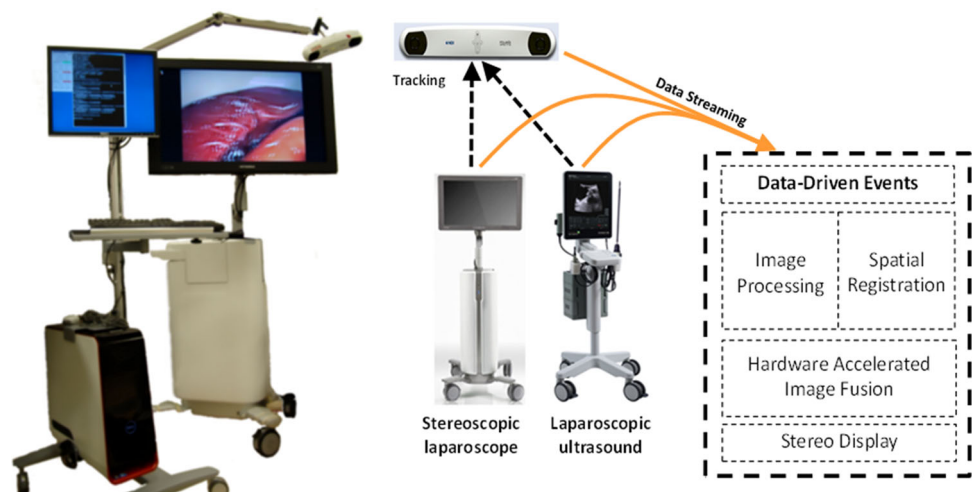 Tracking
Data Streaming
Data-Driven Events
Image
Processing
Spatial
Registration
Hardware Accelerated
Image Fusion
Stereo Display
Stereoscopic
laparoscope
Laparoscopic
ultrasound